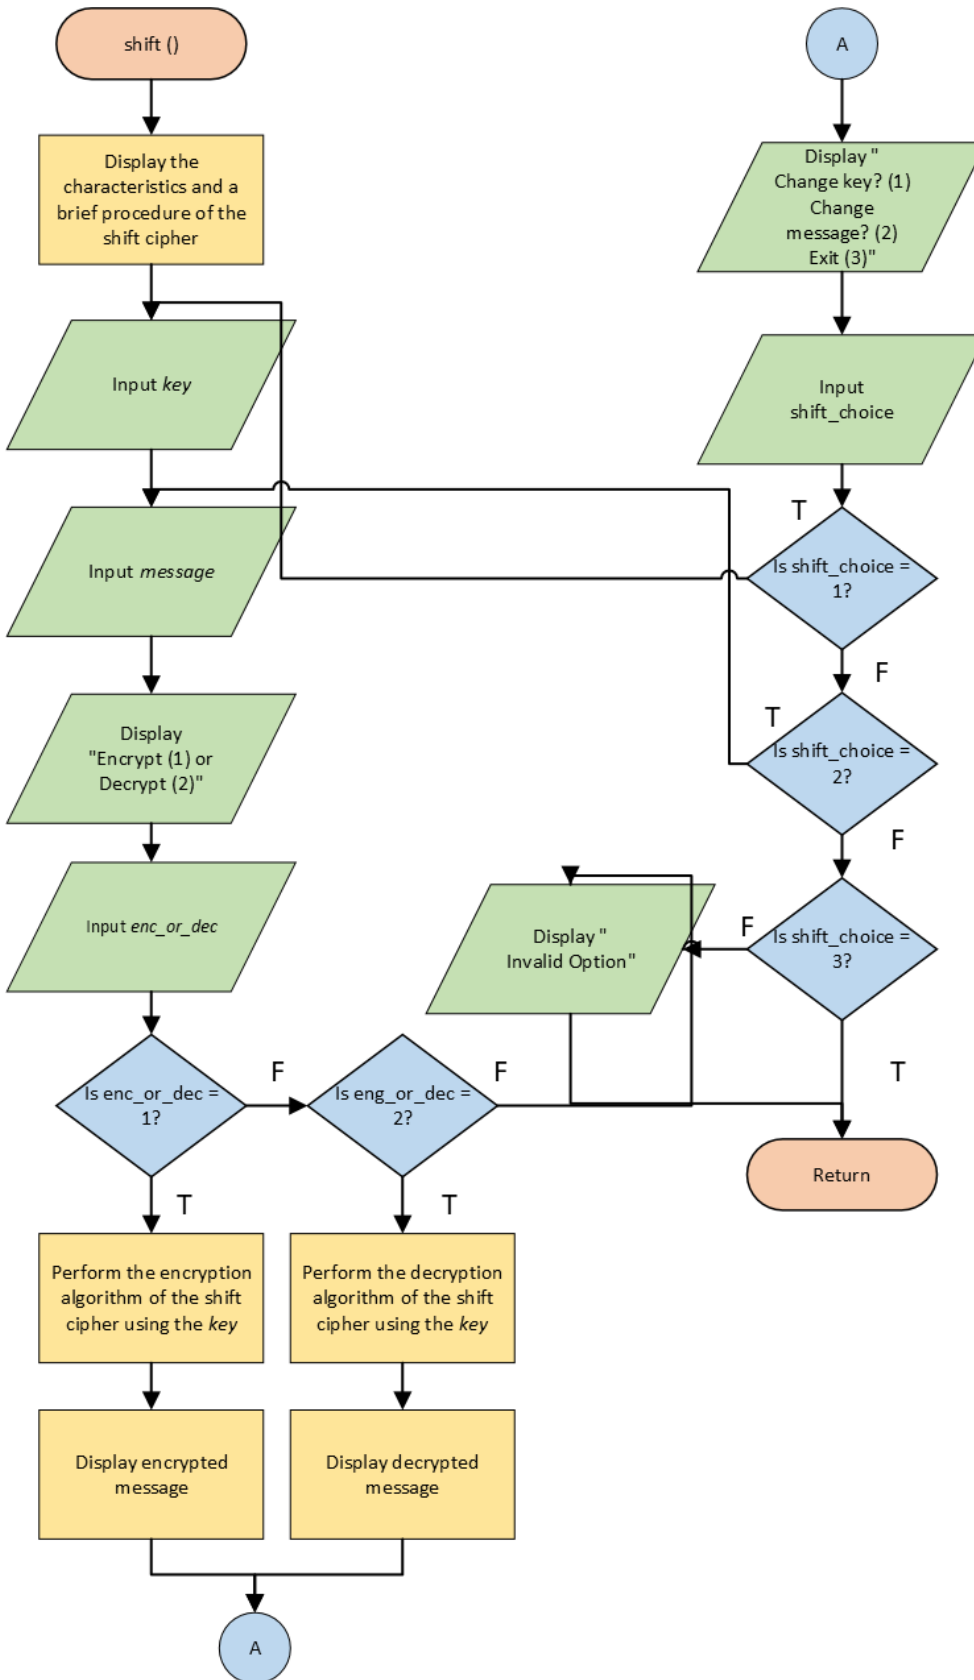 shift ()
Display the
characteristics and a
brief procedure of the
shift cipher
Input key
Input message
Display
"Encrypt (1) or
Decrypt (2)"
Input enc_or_dec
Is enc_or_dec =
1?
F
T
Is eng_or_dec =
2?
F
T
Perform the encryption
algorithm of the shift
cipher using the key
Perform the decryption
algorithm of the shift
cipher using the key
Display encrypted
message
Display decrypted
message
A
A
Display "
Change key? (1)
Change
message? (2)
Exit (3)"
Input
shift_choice
T
Is shift_choice =
1?
F
T
Is shift_choice =
2?
F
Is shift_choice =
3?
F
T
Display "
Invalid Option"
Return